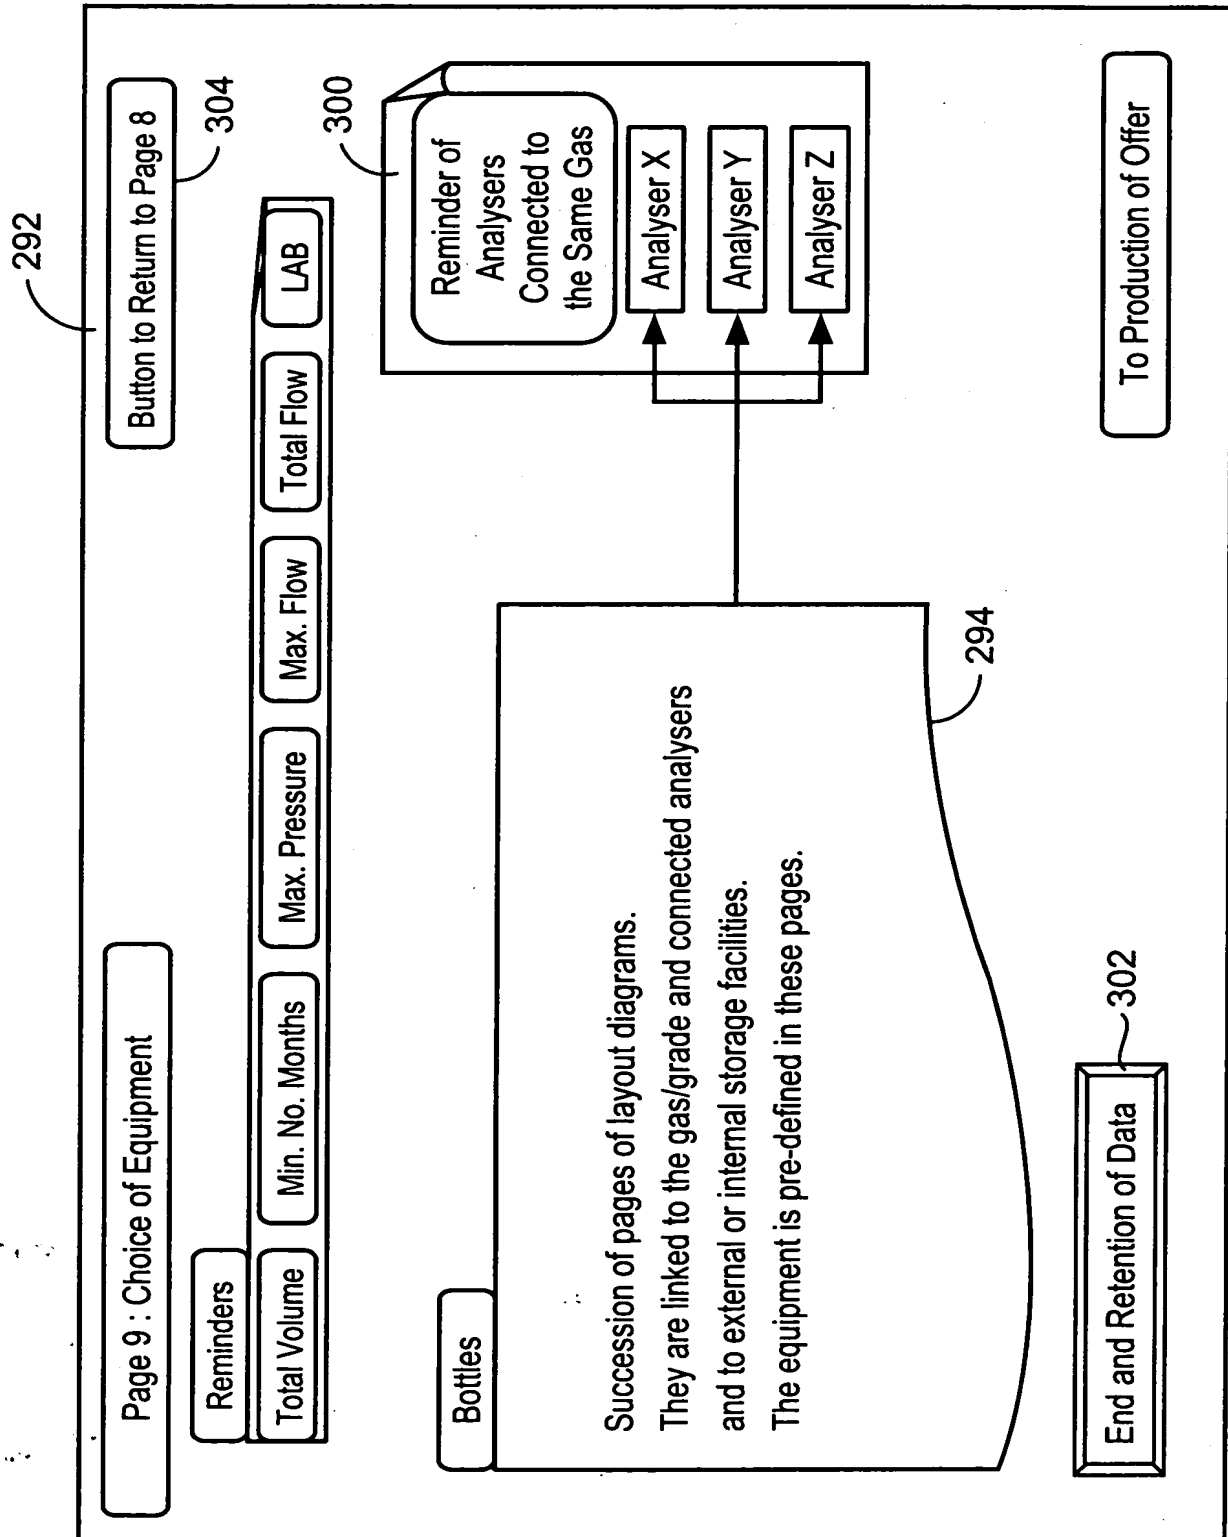 292
Page 9 : Choice of Equipment
Button to Return to Page 8
304
Reminders
Total Volume
Min. No. Months
Max. Pressure
Max. Flow
Total Flow
LAB
300
Reminder of
Analysers
Connected to
the Same Gas
Analyser X
Analyser Y
Analyser Z
Bottles
Succession of pages of layout diagrams.
They are linked to the gas/grade and connected analysers
and to external or internal storage facilities.
The equipment is pre-defined in these pages.
294
End and Retention of Data
302
To Production of Offer